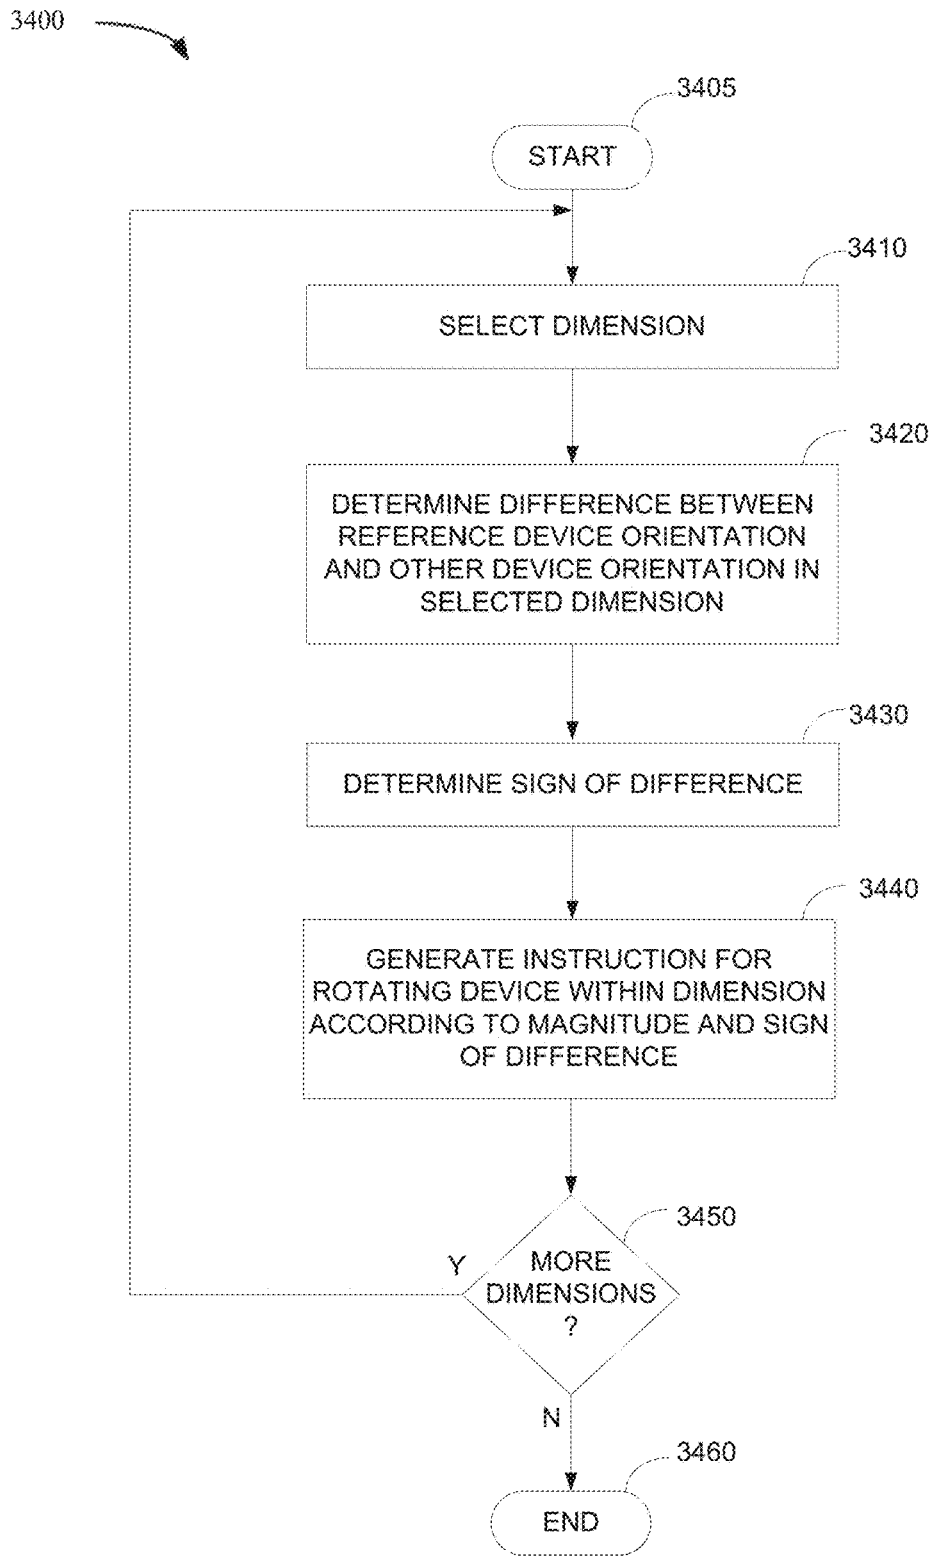 3400
3405
START
3410
SELECT DIMENSION
3420
DETERMINE DIFFERENCE BETWEEN
REFERENCE DEVICE ORIENTATION
AND OTHER DEVICE ORIENTATION IN
SELECTED DIMENSION
3430
DETERMINE SIGN OF DIFFERENCE
3440
GENERATE INSTRUCTION FOR
ROTATING DEVICE WITHIN DIMENSION
ACCORDING TO MAGNITUDE AND SIGN
OF DIFFERENCE
3450
Y
MORE
DIMENSIONS
?
N
3460
END